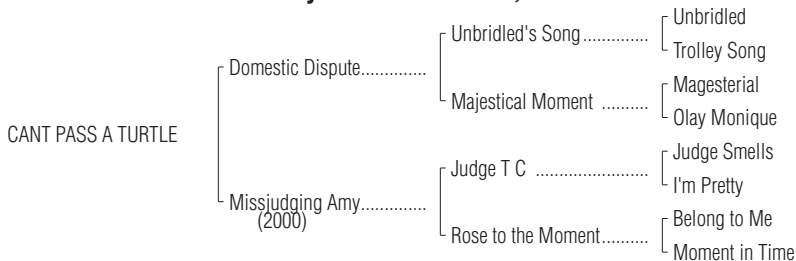 Unbridled
Unbridled's Song..............
Trolley Song
Domestic Dispute..............
Magesterial
Majestical Moment ..........
Olay Monique
CANT PASS A TURTLE
Judge Smells
Judge T C ........................
I'm Pretty
Missjudging Amy..............
(2000)
Belong to Me
Rose to the Moment..........
Moment in Time